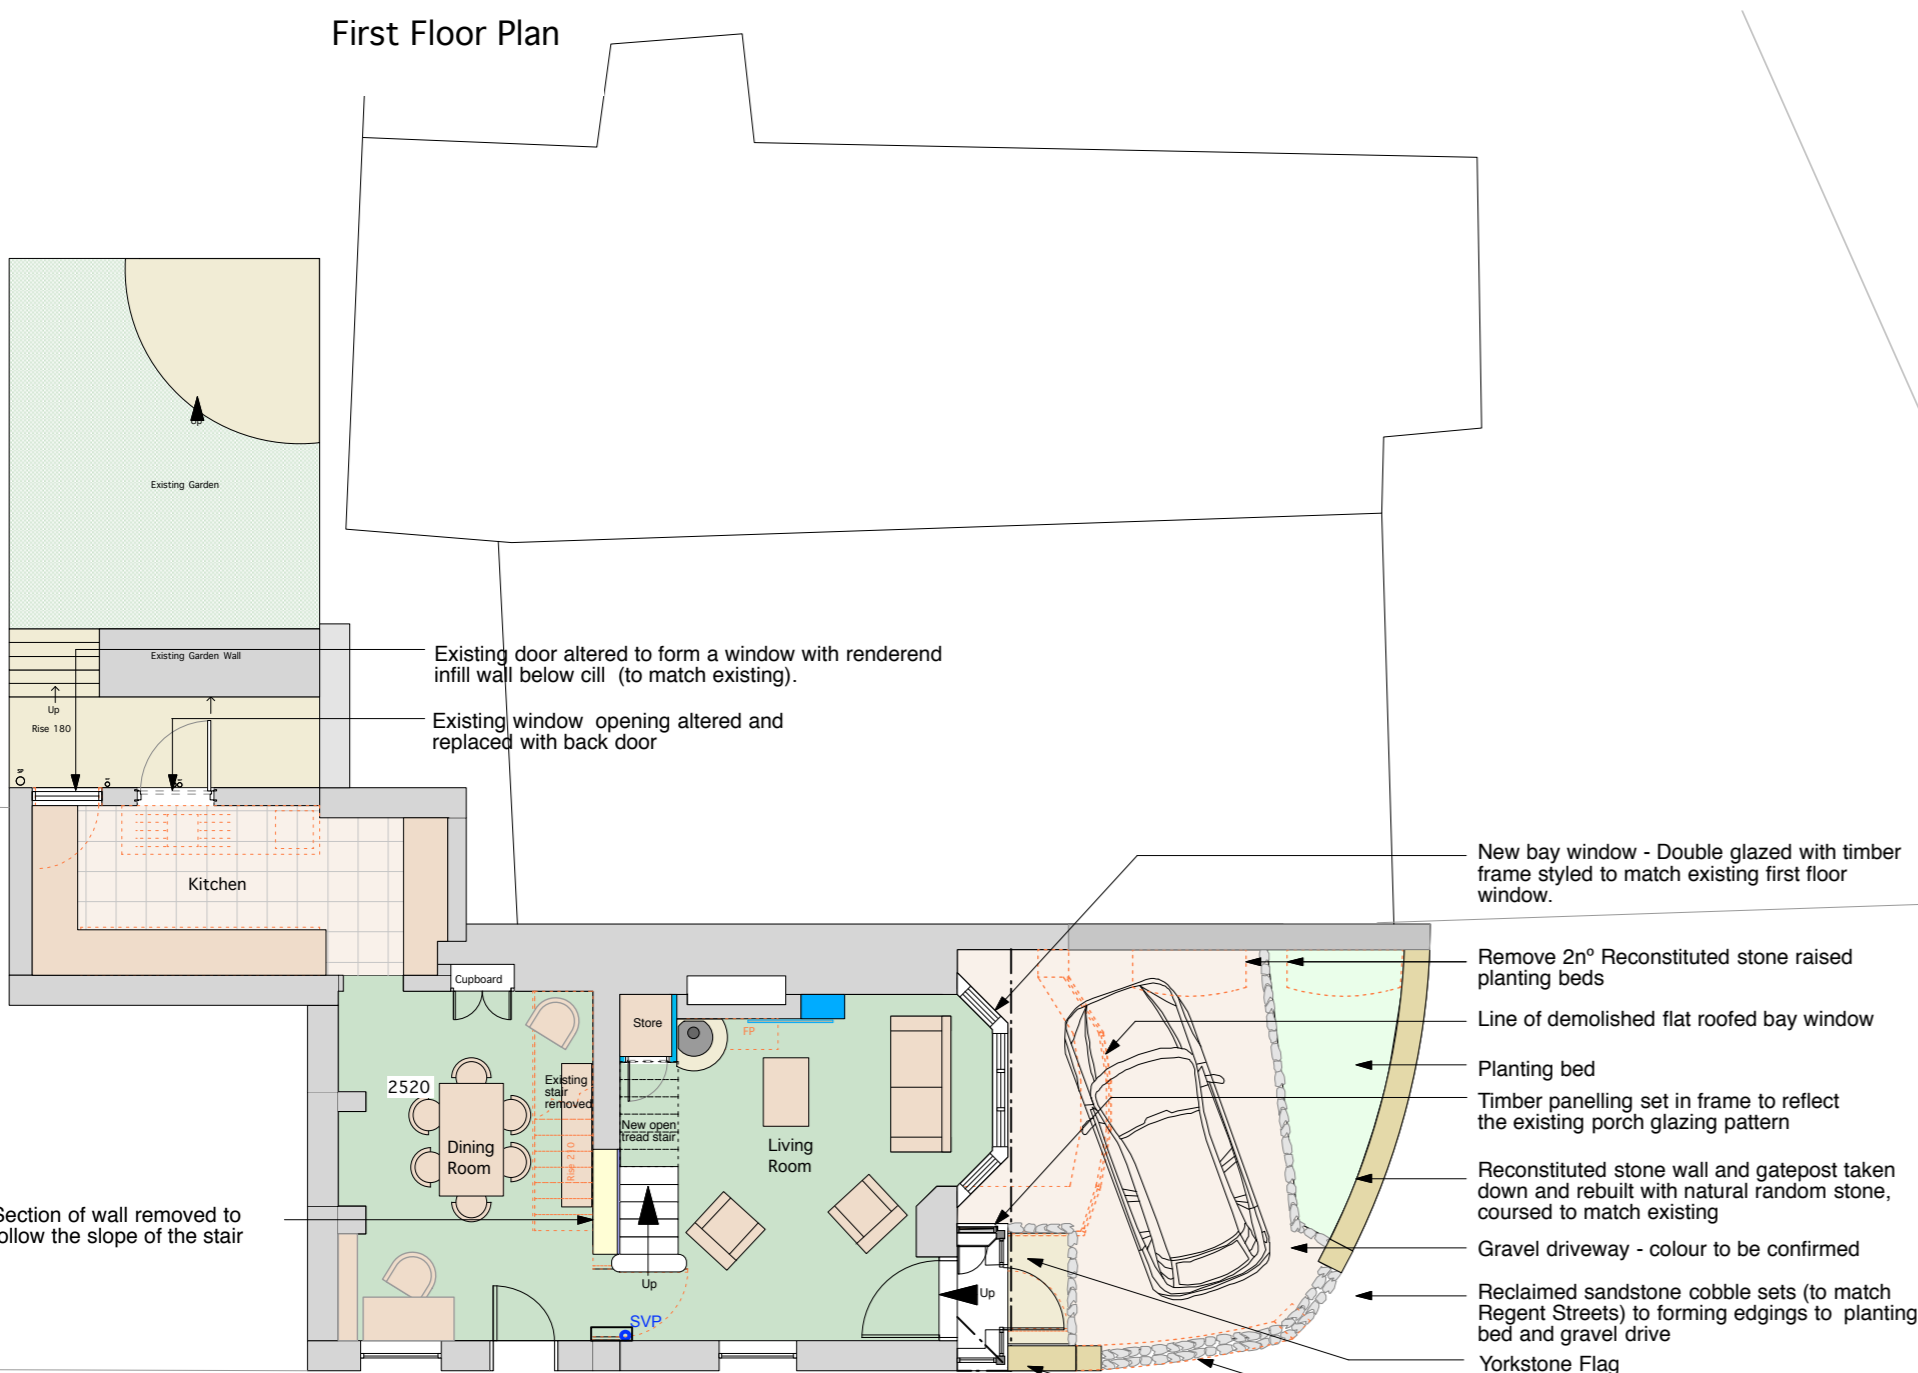 First Floor Plan
Up
Existing Garden
Existing Garden Wall
Up
Rise 180
Existing door altered to form a window with renderend
infill wall below cill (to match existing).
Existing window opening altered and
replaced with back door
Kitchen
Cupboard
Store
FP
2520
Existing
stair
removed
Rise 210
New open
tread stair
Dining
Room
Living
Room
Section of wall removed to
follow the slope of the stair
Up
Up
SVP
New bay window - Double glazed with timber
frame styled to match existing first floor
window.
Remove 2nº Reconstituted stone raised
planting beds
Line of demolished flat roofed bay window
Planting bed
Timber panelling set in frame to reflect
the existing porch glazing pattern
Reconstituted stone wall and gatepost taken
down and rebuilt with natural random stone,
coursed to match existing
Gravel driveway - colour to be confirmed
Reclaimed sandstone cobble sets (to match
Regent Streets) to forming edgings to planting
bed and gravel drive
Yorkstone Flag